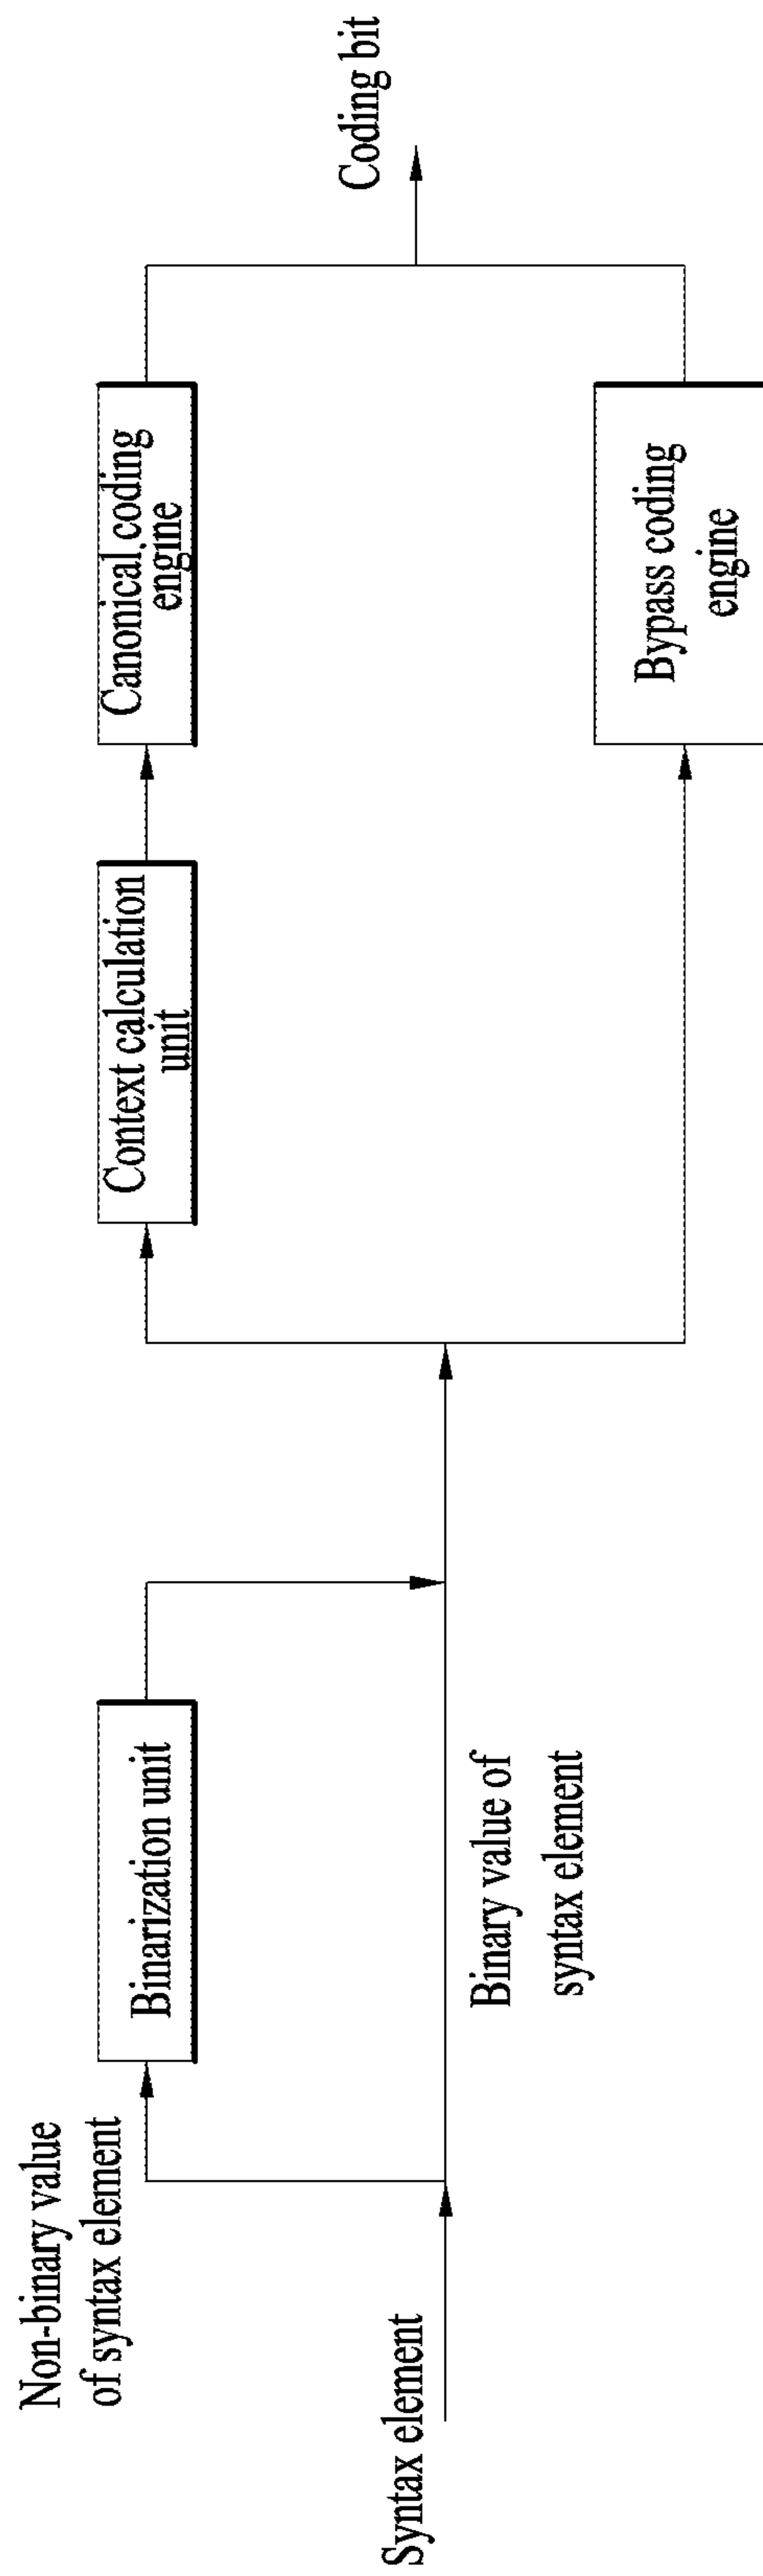 Syntax element
Non-binary value
of syntax element
Binarization unit
Binary value of
syntax element
Context calculation
unit
Canonical coding
engine
Bypass coding
engine
Coding bit